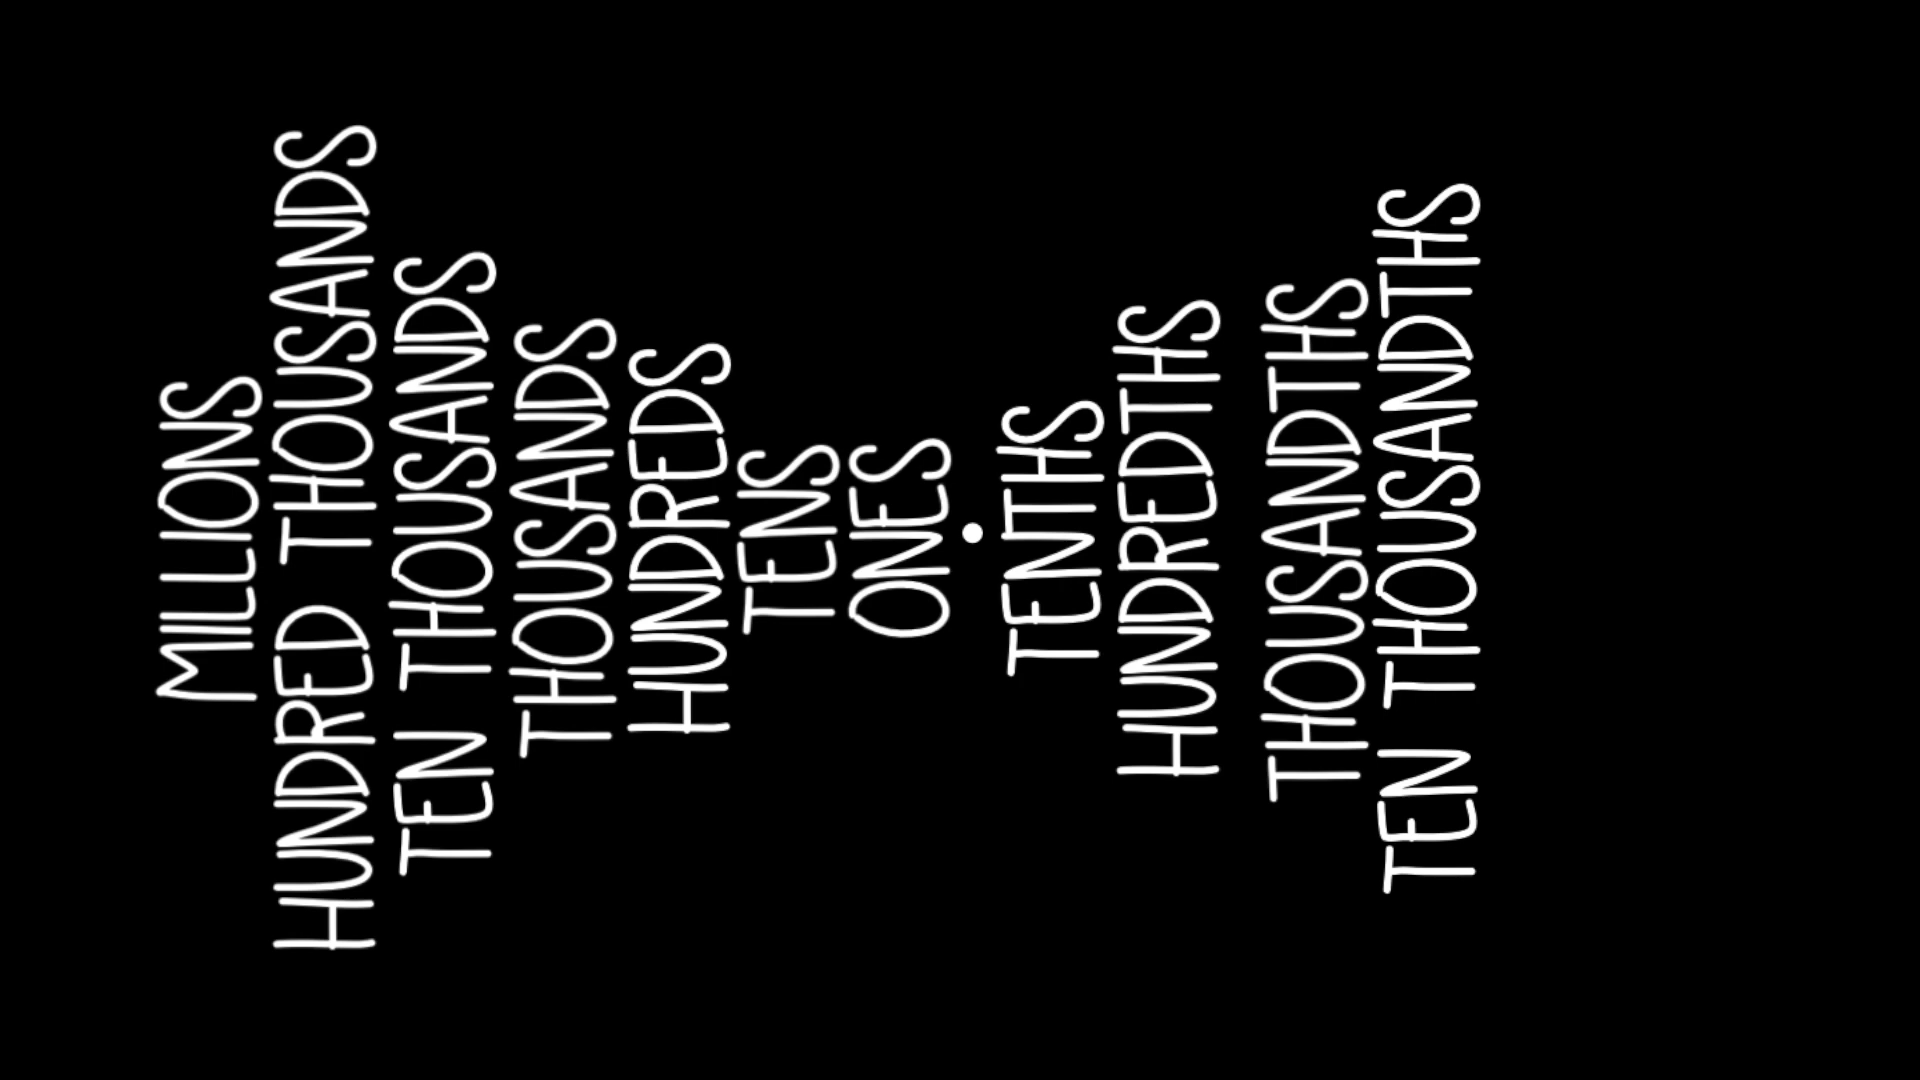 MILLIONS
HUNDRED THOUSANDS
TEN THOUSANDS
THOUSANDS
HUNDREDS
TENS
ONES
.
TENTHS
HUNDREDTHS
THOUSANDTHS
TEN THOUSANDTHS